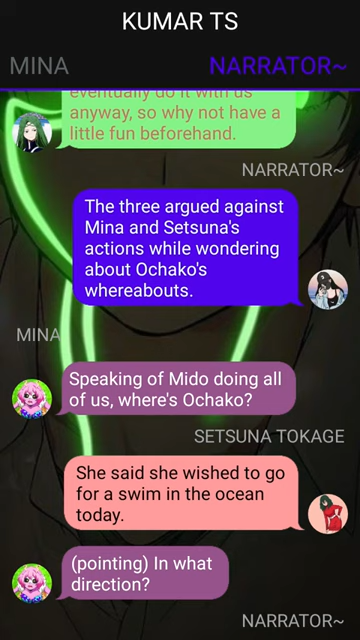 KUMAR TS
MINA
NARRATOR~
eventually do it with us
anyway, so why not have a
little fun beforehand.
NARRATOR~
The three argued against
Mina and Setsuna's
actions while wondering
about Ochako's
whereabouts.
MINA
Speaking of Mido doing all
of us, where's Ochako?
SETSUNA TOKAGE
She said she wished to go
for a swim in the ocean
today.
(pointing) In what
direction?
NARRATOR~